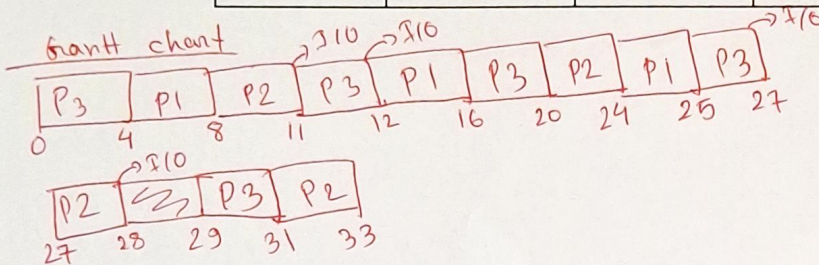 Gantt chart
I/O I/O I/O
P3 P1 P2 P3 P1 P3 P2 P1 P3
0 4 8 11 12 16 20 24 25 27
I/O
P2 P3 P2
27 28 29 31 33